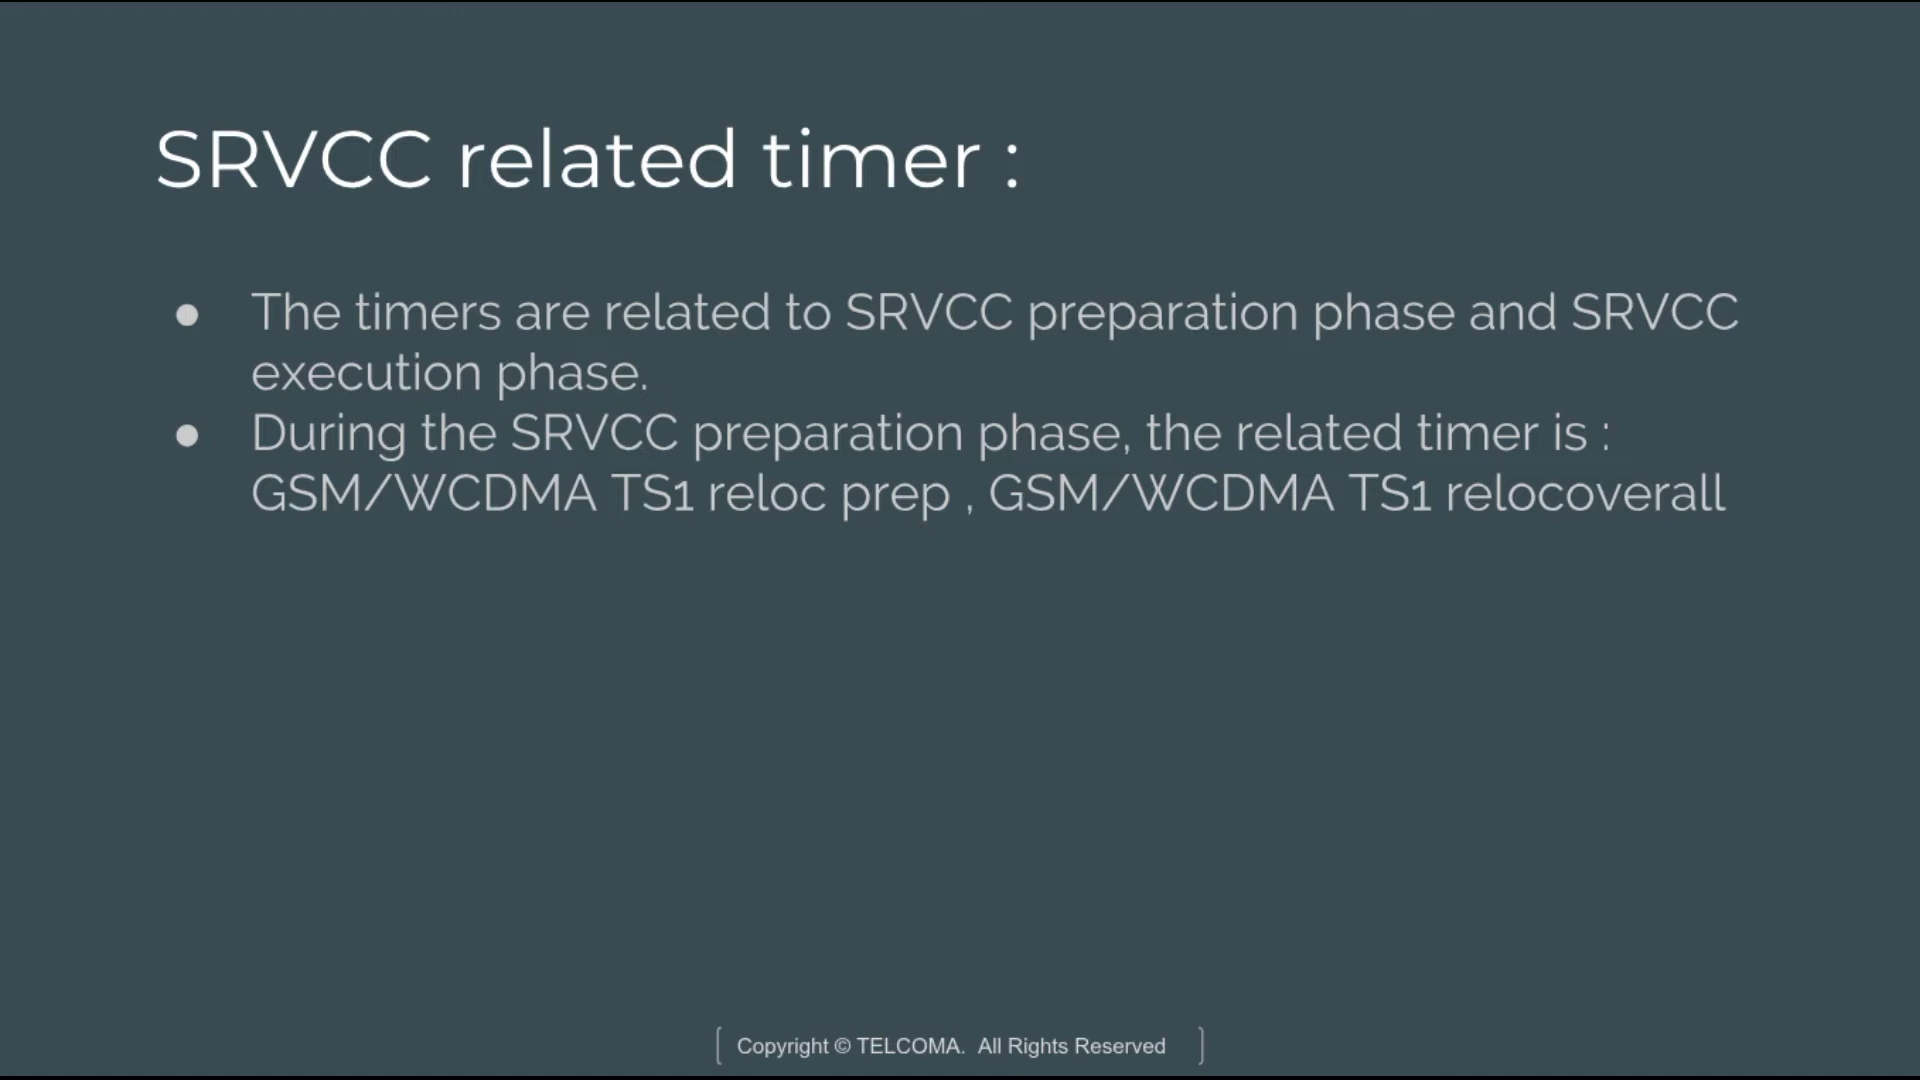 SRVCC related timer :
● The timers are related to SRVCC preparation phase and SRVCC
execution phase.
● During the SRVCC preparation phase, the related timer is :
GSM/WCDMA TS1 reloc prep , GSM/WCDMA TS1 relocoverall
[ Copyright © TELCOMA. All Rights Reserved ]